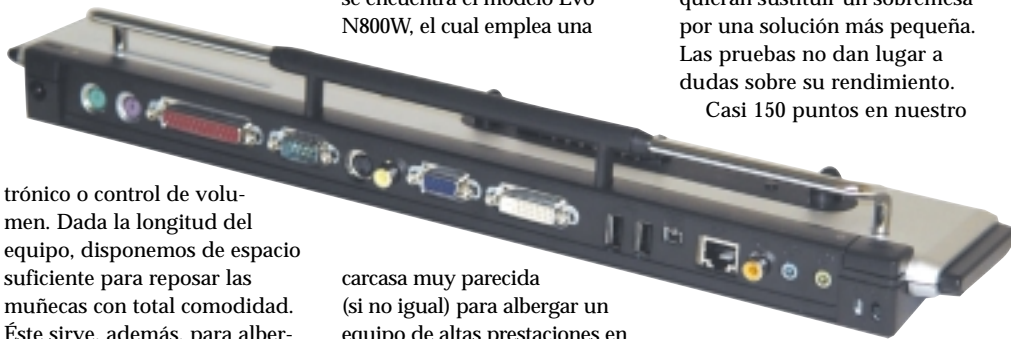 trónico o control de volu-
men. Dada la longitud del
equipo, disponemos de espacio
suficiente para reposar las
muñecas con total comodidad.
Éste sirve, además, para alber-
se encuentra el modelo Evo
N800W, el cual emplea una
carcasa muy parecida
(si no igual) para albergar un
equipo de altas prestaciones en
quieran sustituir un sobremesa
por una solución más pequeña.
Las pruebas no dan lugar a
dudas sobre su rendimiento.
Casi 150 puntos en nuestro